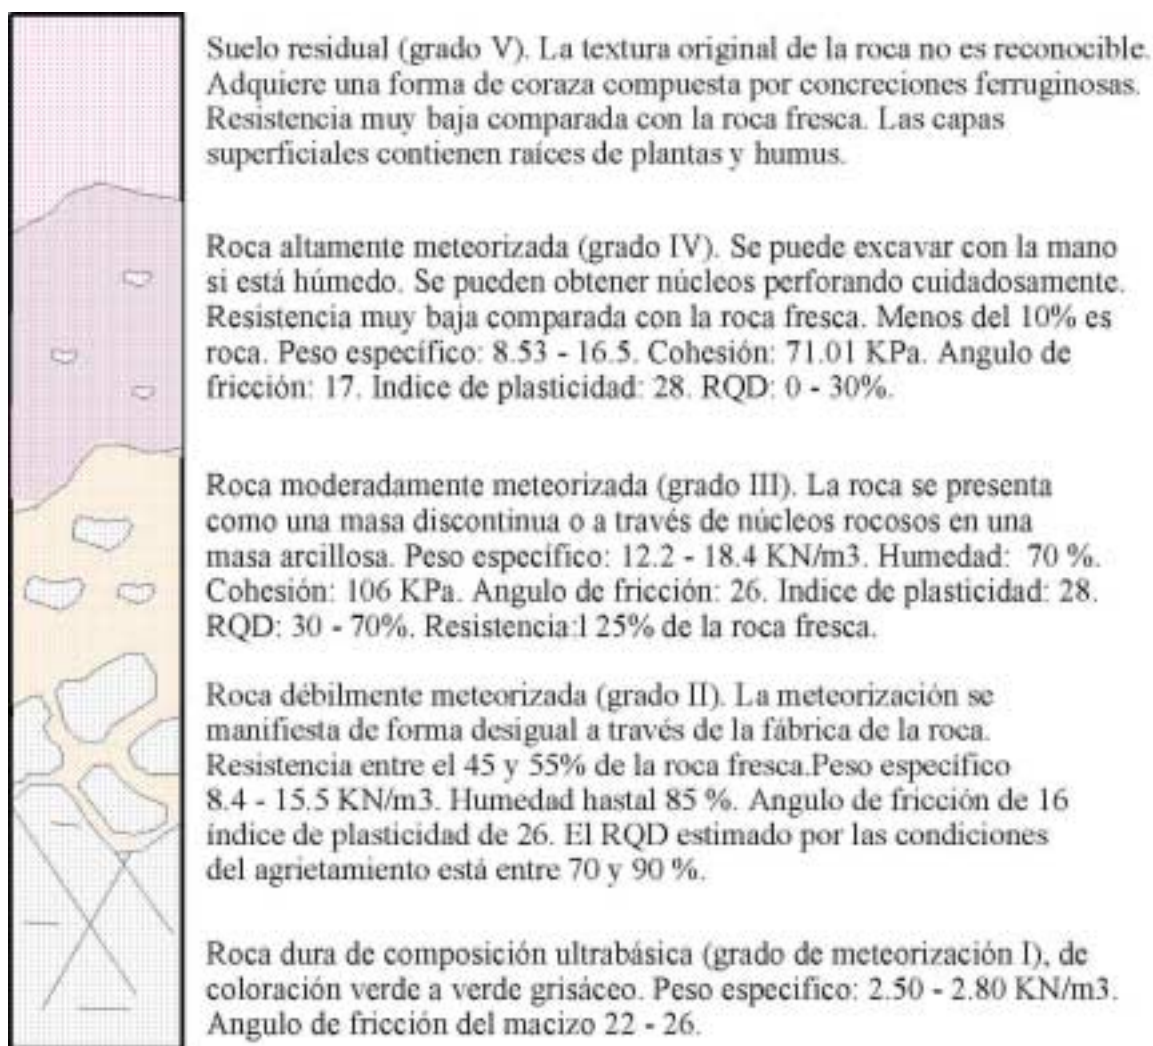 Suelo residual (grado V). La textura original de la roca no es reconocible.
Adquiere una forma de coraza compuesta por concreciones ferruginosas.
Resistencia muy baja comparada con la roca fresca. Las capas
superficiales contienen raíces de plantas y humus.
Roca altamente meteorizada (grado IV). Se puede excavar con la mano
si está húmedo. Se pueden obtener núcleos perforando cuidadosamente.
Resistencia muy baja comparada con la roca fresca. Menos del 10% es
roca. Peso específico: 8.53 - 16.5. Cohesión: 71.01 KPa. Angulo de
fricción: 17. Indice de plasticidad: 28. RQD: 0 - 30%.
Roca moderadamente meteorizada (grado III). La roca se presenta
como una masa discontinua o a través de núcleos rocosos en una
masa arcillosa. Peso específico: 12.2 - 18.4 KN/m3. Humedad: 70 %.
Cohesión: 106 KPa. Angulo de fricción: 26. Indice de plasticidad: 28.
RQD: 30 - 70%. Resistencia:l 25% de la roca fresca.
Roca débilmente meteorizada (grado II). La meteorización se
manifiesta de forma desigual a través de la fábrica de la roca.
Resistencia entre el 45 y 55% de la roca fresca.Peso específico
8.4 - 15.5 KN/m3. Humedad hastal 85 %. Angulo de fricción de 16
índice de plasticidad de 26. El RQD estimado por las condiciones
del agrietamiento está entre 70 y 90 %.
Roca dura de composición ultrabásica (grado de meteorización I), de
coloración verde a verde grisáceo. Peso especifico: 2.50 - 2.80 KN/m3.
Angulo de fricción del macizo 22 - 26.